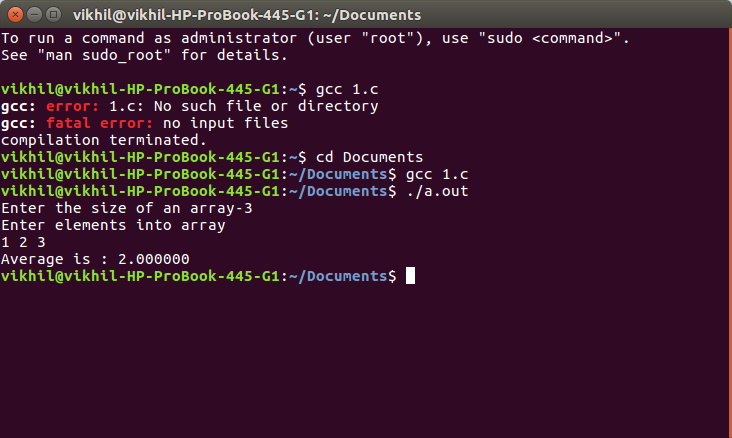 vikhil@vikhil-HP-ProBook-445-G1: ~/Documents
To run a command as administrator (user "root"), use "sudo <command>".
See "man sudo_root" for details.
vikhil@vikhil-HP-ProBook-445-G1:~$ gcc 1.c
gcc: error: 1.c: No such file or directory
gcc: fatal error: no input files
compilation terminated.
vikhil@vikhil-HP-ProBook-445-G1:~$ cd Documents
vikhil@vikhil-HP-ProBook-445-G1:~/Documents$ gcc 1.c
vikhil@vikhil-HP-ProBook-445-G1:~/Documents$ ./a.out
Enter the size of an array-3
Enter elements into array
1 2 3
Average is : 2.000000
vikhil@vikhil-HP-ProBook-445-G1:~/Documents$